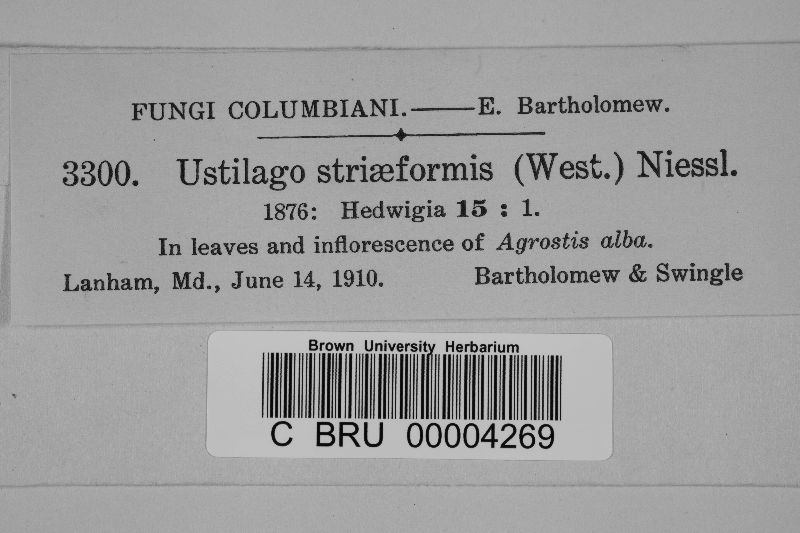 FUNGI COLUMBIANI.——E. Bartholomew.
3300. Ustilago striæformis (West.) Niessl.
1876: Hedwigia 15 : 1.
In leaves and inflorescence of Agrostis alba.
Lanham, Md., June 14, 1910. Bartholomew & Swingle
Brown University Herbarium
C BRU 00004269